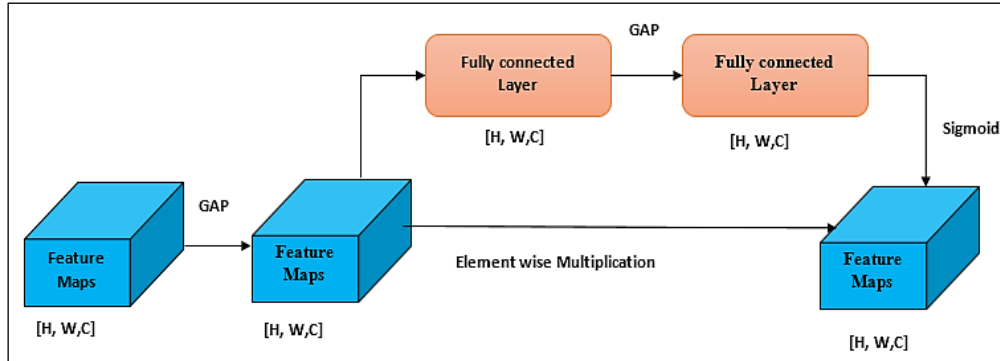 GAP
Fully connected
Layer
Fully connected
Layer
[H, W,C]
[H, W,C]
Sigmoid
GAP
Feature
Maps
Feature
Maps
Element wise Multiplication
Feature
Maps
[H, W,C]
[H, W,C]
[H, W,C]